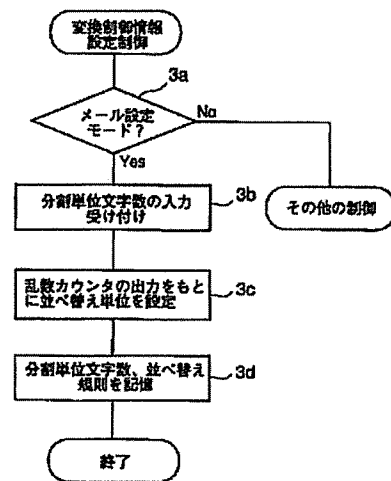 変換制御情報
設定制御
3a
メール設定
モード？
No
Yes
分割単位文字数の入力
受け付け
3b
その他の制御
乱数カウンタの出力をもと
に並べ替え単位を設定
3c
分割単位文字数、並べ替え
規則を記憶
3d
終了